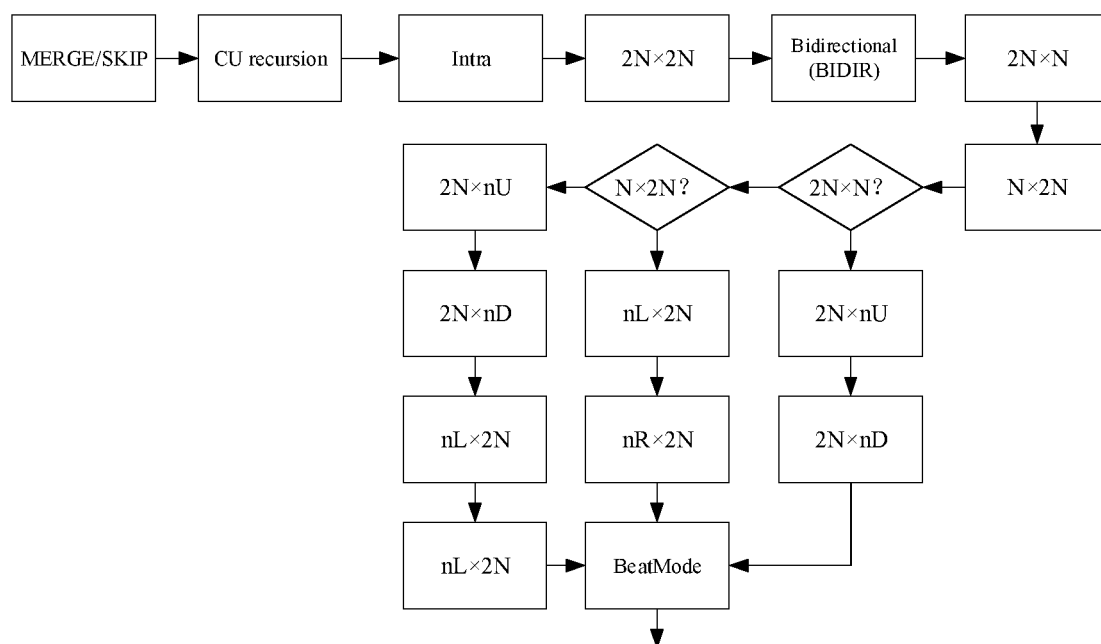 MERGE/SKIP
CU recursion
Intra
2N×2N
Bidirectional
(BIDIR)
2N×N
2N×nU
N×2N?
2N×N?
N×2N
2N×nD
nL×2N
2N×nU
nL×2N
nR×2N
2N×nD
nL×2N
BeatMode